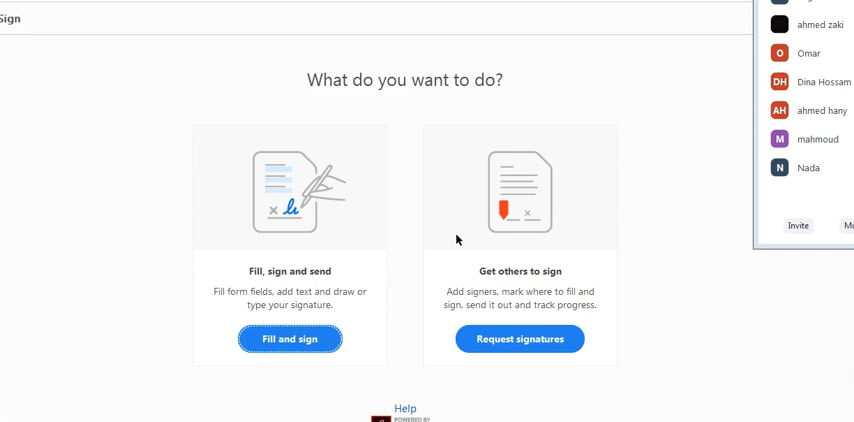 Sign
What do you want to do?
Fill, sign and send
Fill form fields, add text and draw or
type your signature.
Fill and sign
Get others to sign
Add signers, mark where to fill and
sign, send it out and track progress.
Request signatures
Help
POWERED BY
ahmed zaki
O Omar
DH Dina Hossam
AH ahmed hany
M mahmoud
N Nada
Invite